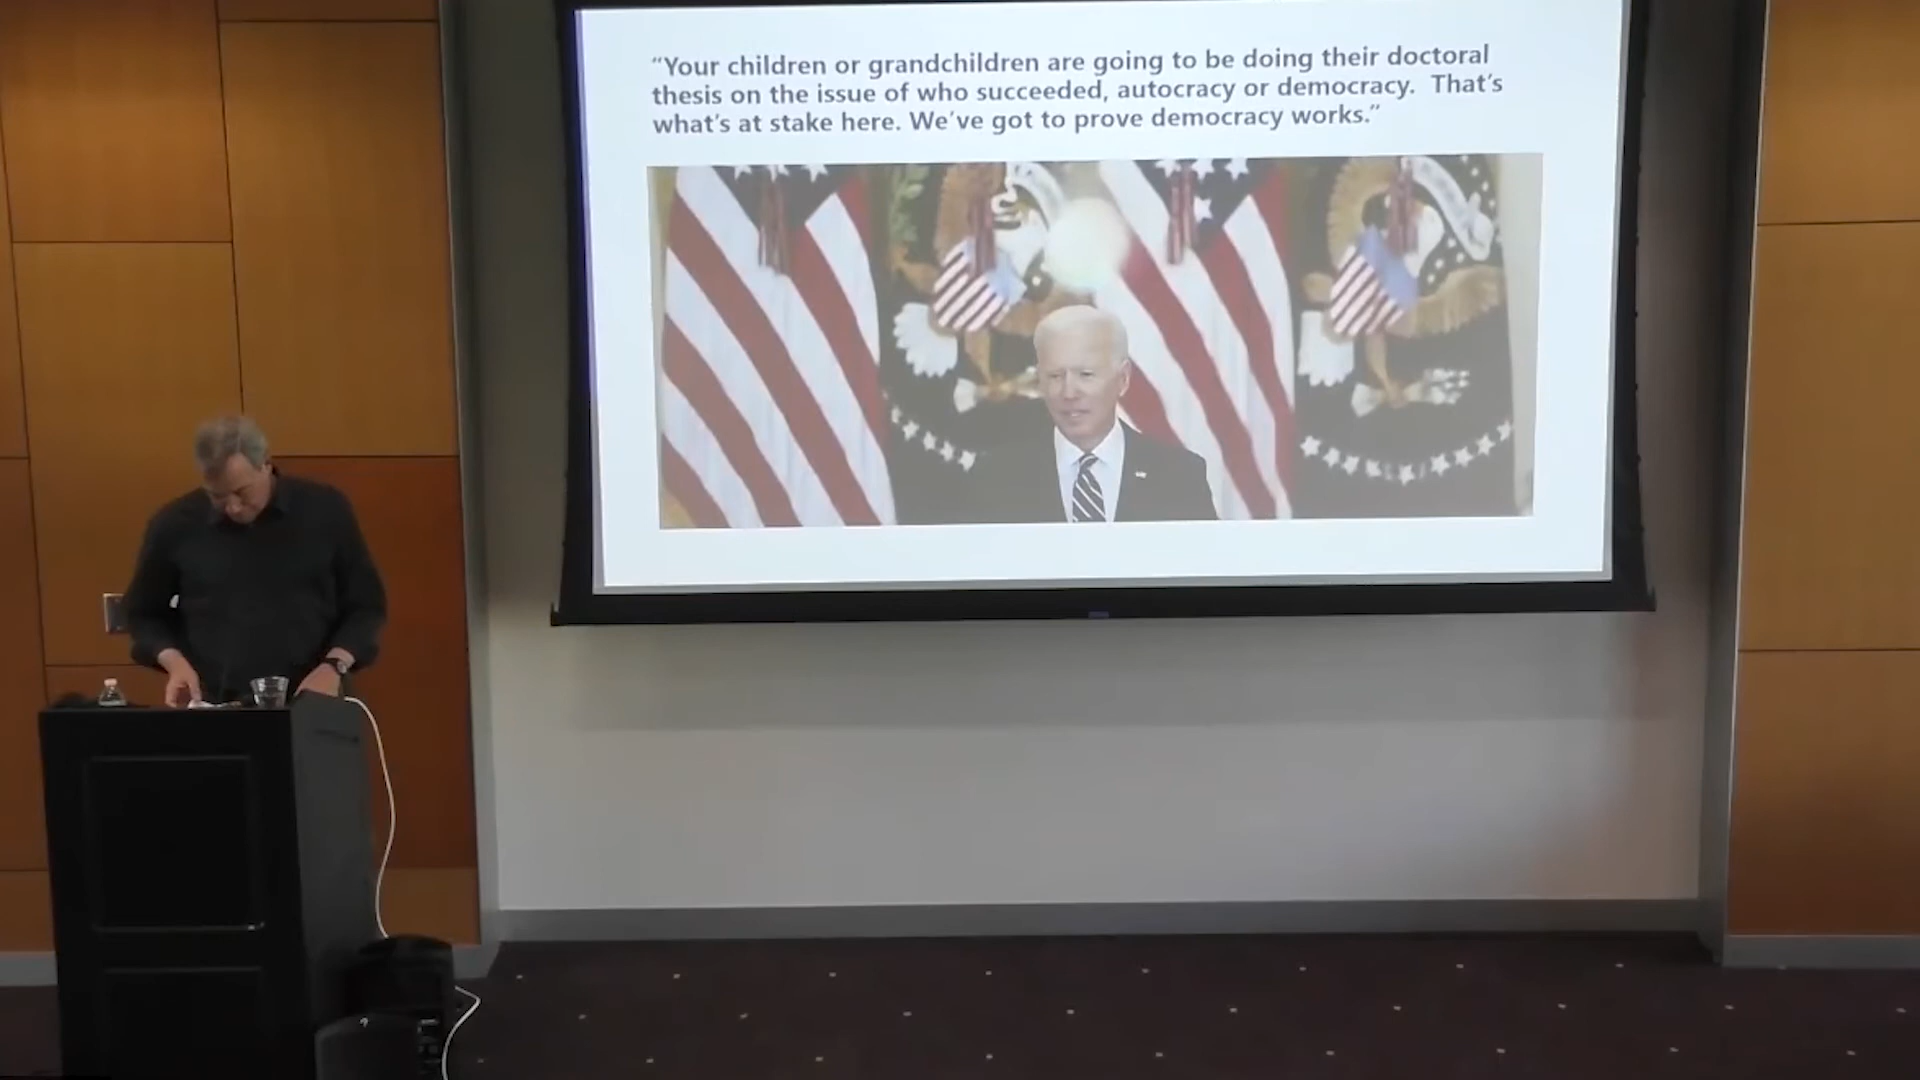 “Your children or grandchildren are going to be doing their doctoral
thesis on the issue of who succeeded, autocracy or democracy.  That’s
what’s at stake here. We’ve got to prove democracy works.”